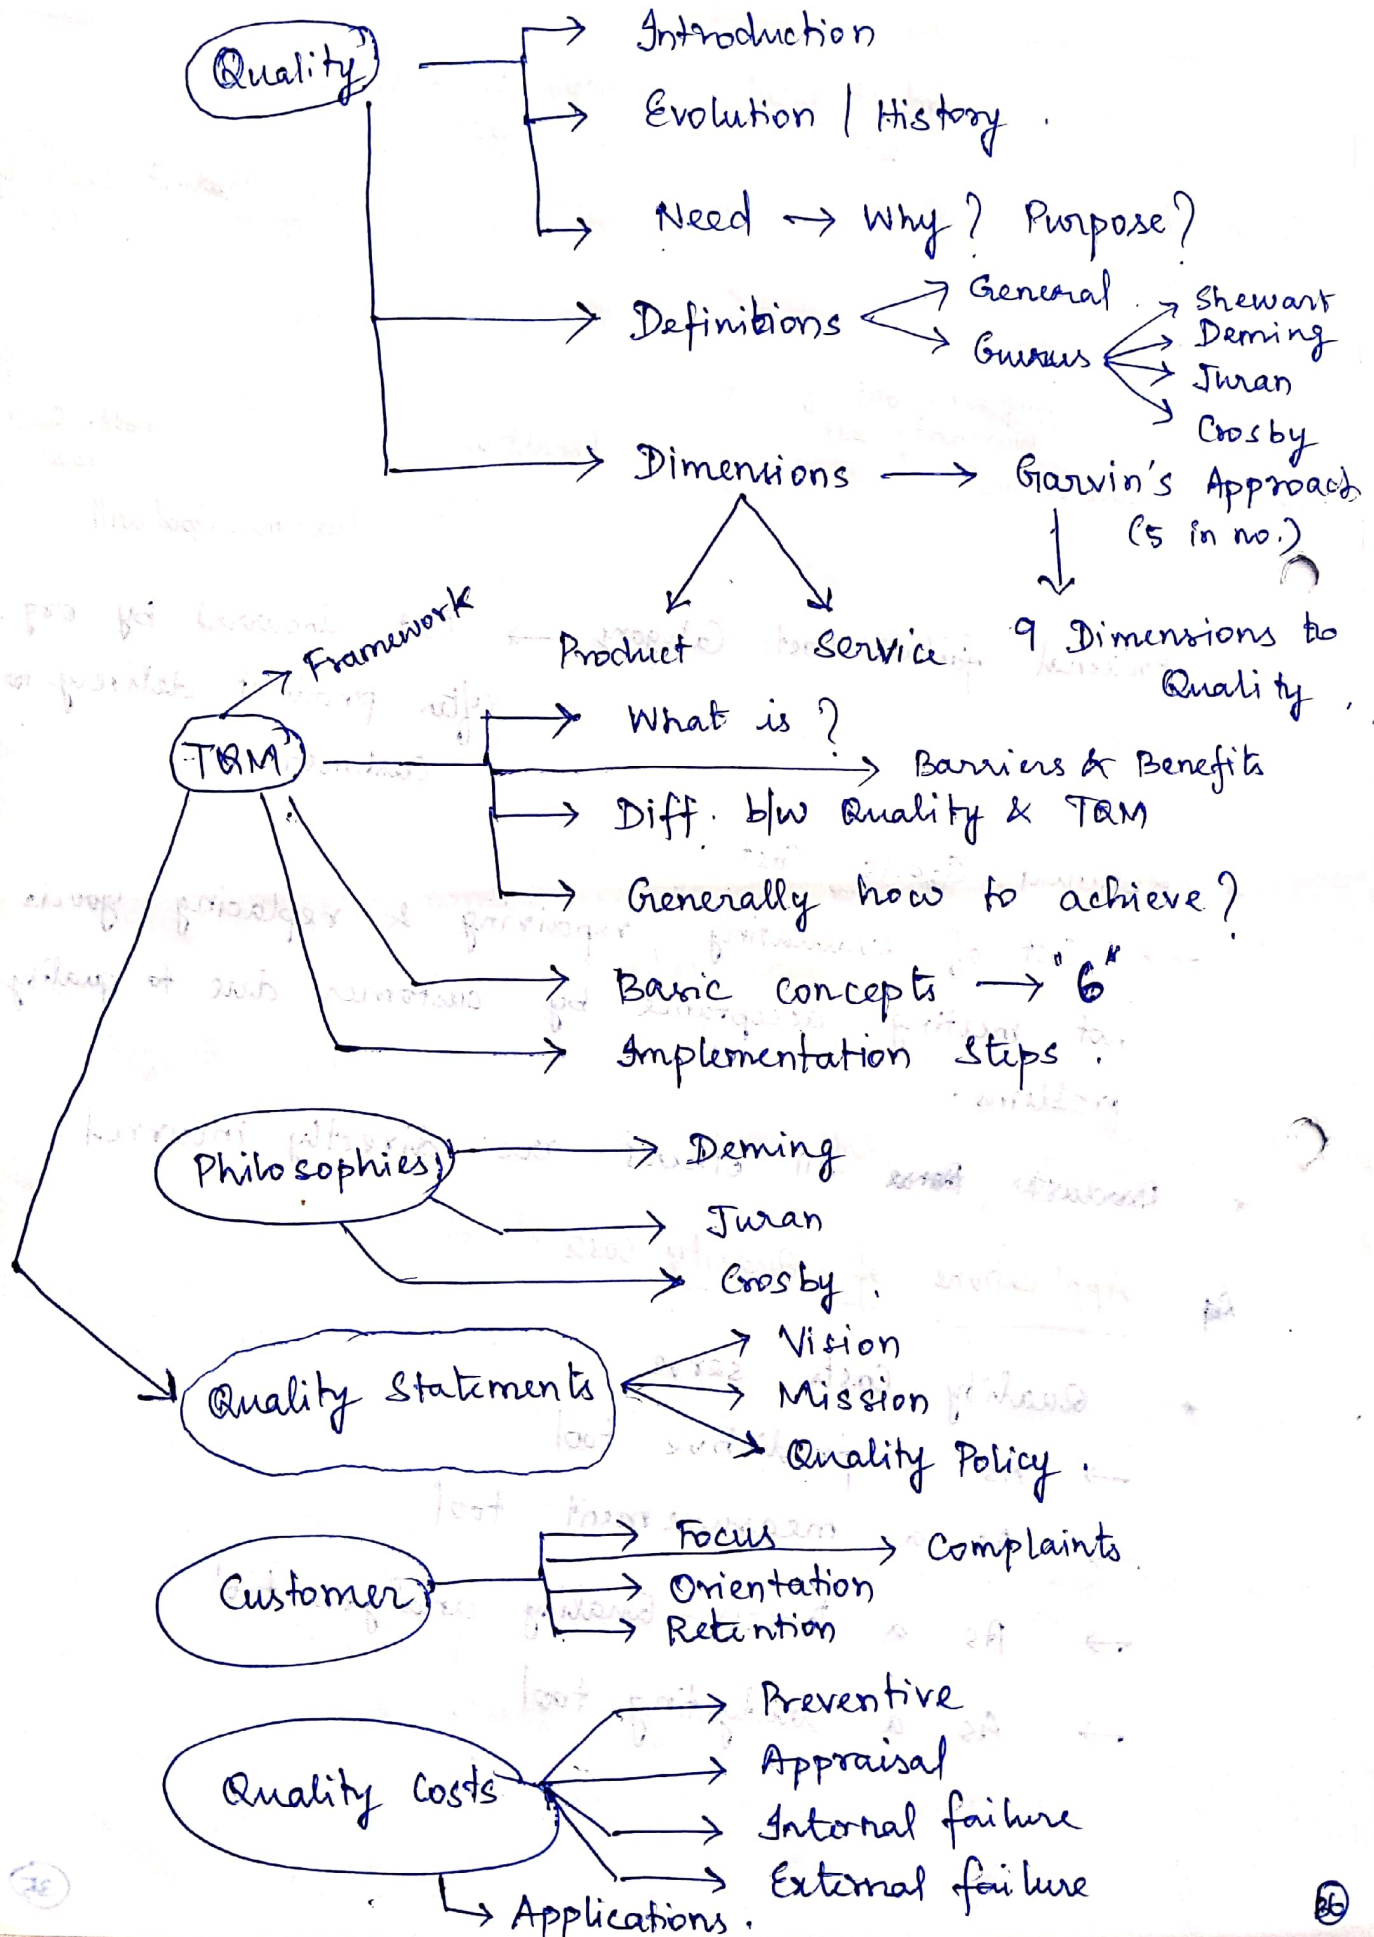 Quality
Introduction
Evolution / History.
Need → Why? Purpose?
Definitions
General
Gurus
Shewart
Deming
Juran
Crosby
Dimensions → Garvin's Approach
(5 in no.)
Product
Service.
9 Dimensions to
Quality.
Framework
TQM
What is?
Barriers & Benefits
Diff. b/w Quality & TQM
Generally how to achieve?
Basic concepts → "6"
Implementation Steps.
Philosophies
Deming
Juran
Crosby.
Quality Statements
Vision
Mission.
Quality Policy.
Customer
Focus
Complaints.
Orientation
Retention
Quality Costs
Preventive
Appraisal
Internal failure
External failure
Applications.
36